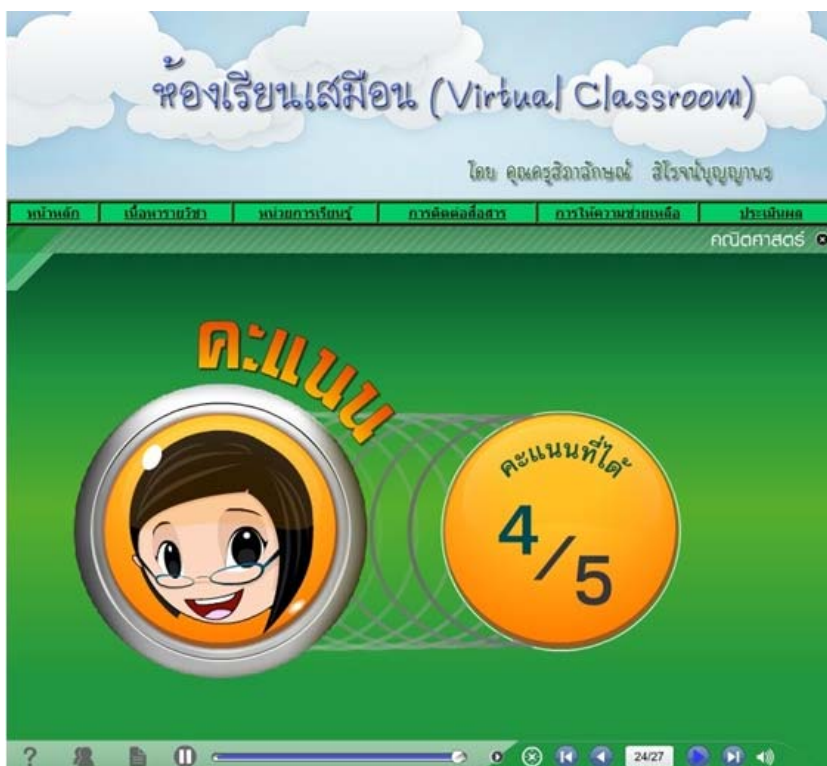 ห้องเรียนเสมือน (Virtual Classroom)
โดย คุณครูสิภาลักษณ์ สิโรจน์บุญญาพร
หน้าหลัก เนื้อหารายวิชา หน่วยการเรียนรู้ การติดต่อสื่อสาร การให้ความช่วยเหลือ ประเมินผล
คณิตศาสตร์
คะแนน
คะแนนที่ได้
4/5
24/27